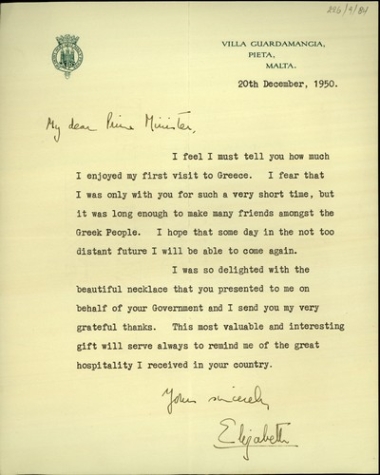 VILLA GUARDAMANGIA,
PIETA,
MALTA.
20th December, 1950.
My dear Prime Minister,
I feel I must tell you how much
I enjoyed my first visit to Greece. I fear that
I was only with you for such a very short time, but
it was long enough to make many friends amongst the
Greek People. I hope that some day in the not too
distant future I will be able to come again.
I was so delighted with the
beautiful necklace that you presented to me on
behalf of your Government and I send you my very
grateful thanks. This most valuable and interesting
gift will serve always to remind me of the great
hospitality I received in your country.
Yours sincerely,
Elizabeth